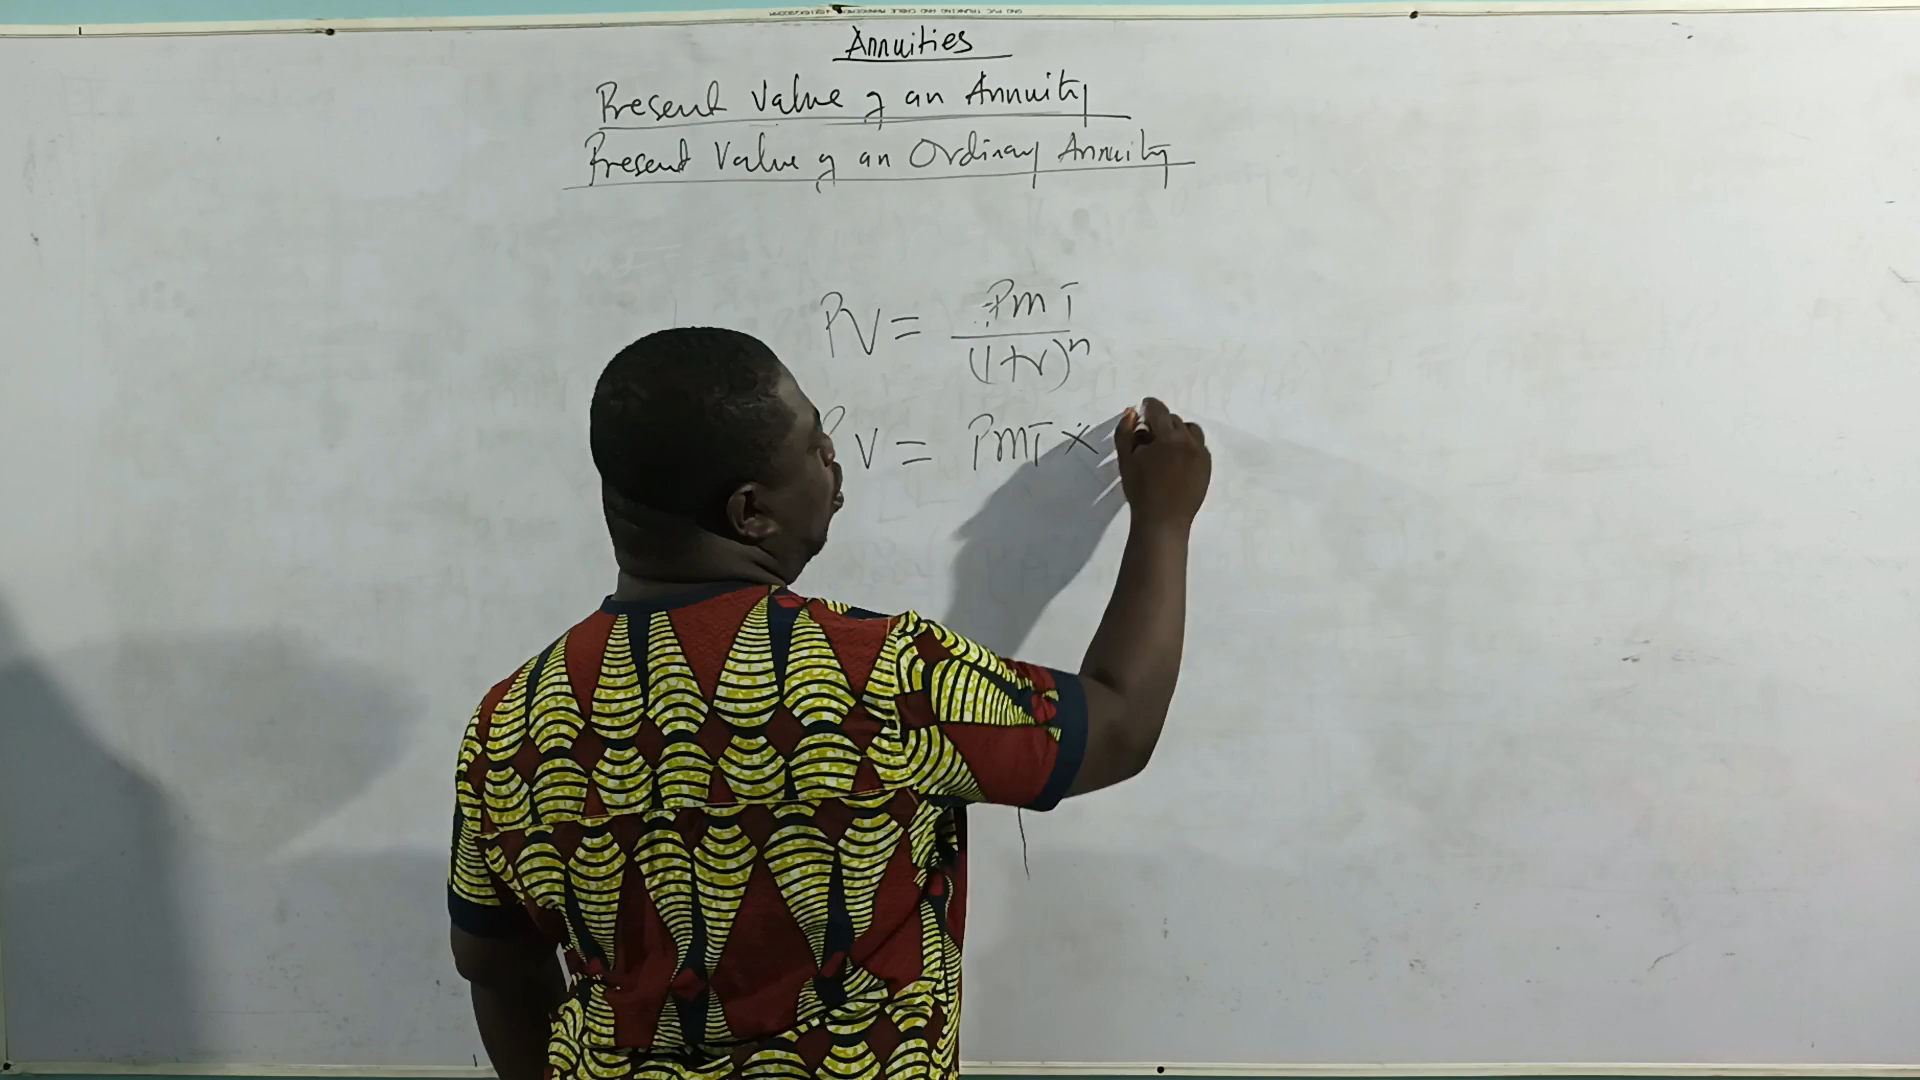 Annuities
Present Value of an Annuity
Present Value of an Ordinary Annuity
PV = PMT / (1+r)^n
PV = PMT ×